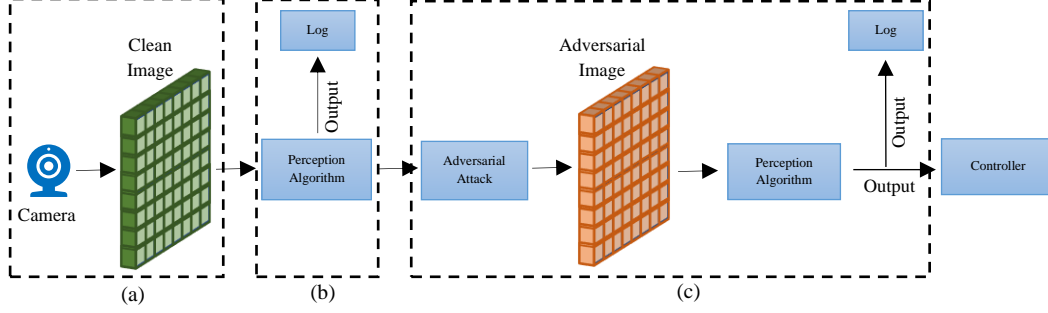 Camera
Clean
Image
(a)
Log
Output
Perception
Algorithm
(b)
Adversarial
Attack
Adversarial
Image
Perception
Algorithm
Log
Output
Output
(c)
Controller